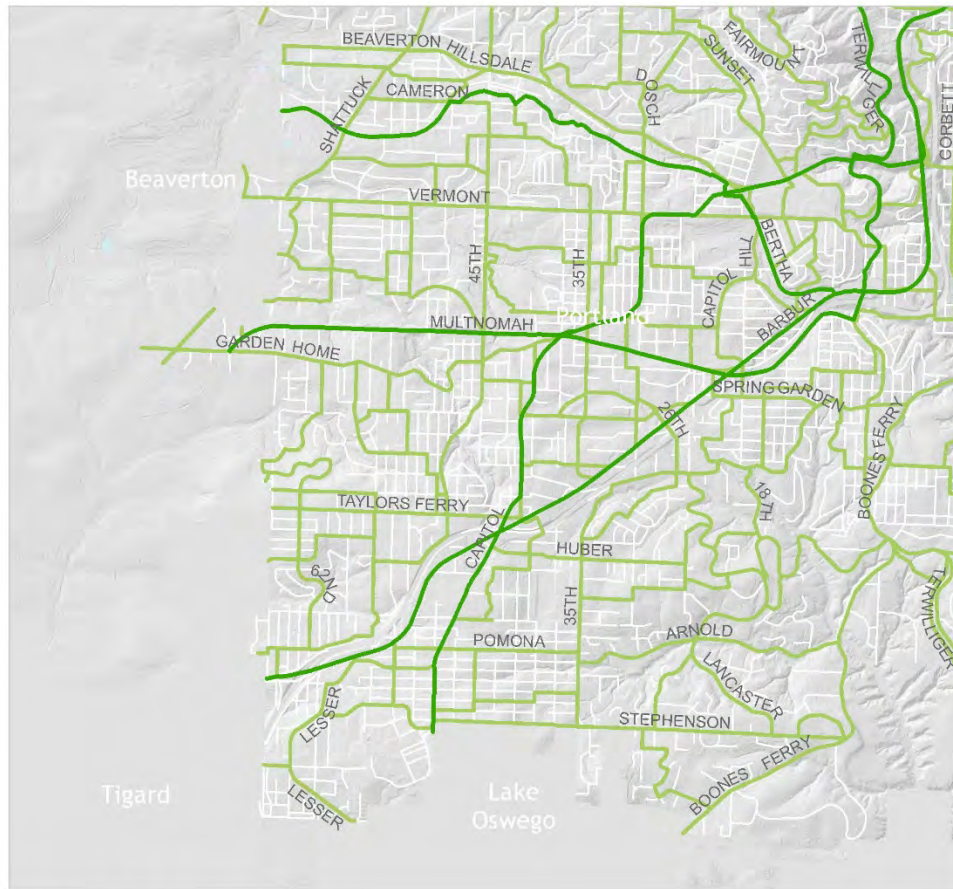 BEAVERTON HILLSDALE
FAIRMOUNT
SUNSET
TERWILLIGER
CAMERON
DOSCH
SHATTUCK
CORBETT
Beaverton
VERMONT
45TH
35TH
CAPITOL HILL
BERTHA
MULTNOMAH
Portland
BARBUR
GARDEN HOME
SPRING GARDEN
26TH
BOONES FERRY
TAYLORS FERRY
18TH
CAPITOL
HUBER
62ND
35TH
TERWILLIGER
POMONA
ARNOLD
LANCASTER
LESSER
STEPHENSON
BOONES FERRY
Tigard
LESSER
Lake
Oswego